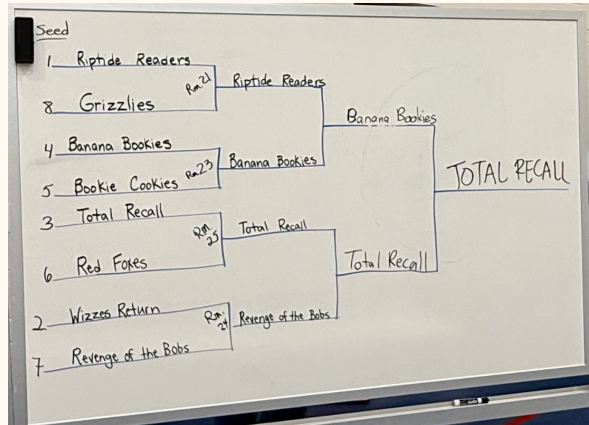 Seed
1 Riptide Readers
Rm 21
Riptide Readers
8 Grizzlies
Banana Bookies
4 Banana Bookies
Rm 23
Banana Bookies
5 Bookie Cookies
TOTAL RECALL
3 Total Recall
Rm. 25
Total Recall
6 Red Foxes
Total Recall
2 Wizzes Return
Rm. 24
Revenge of the Bobs
7 Revenge of the Bobs